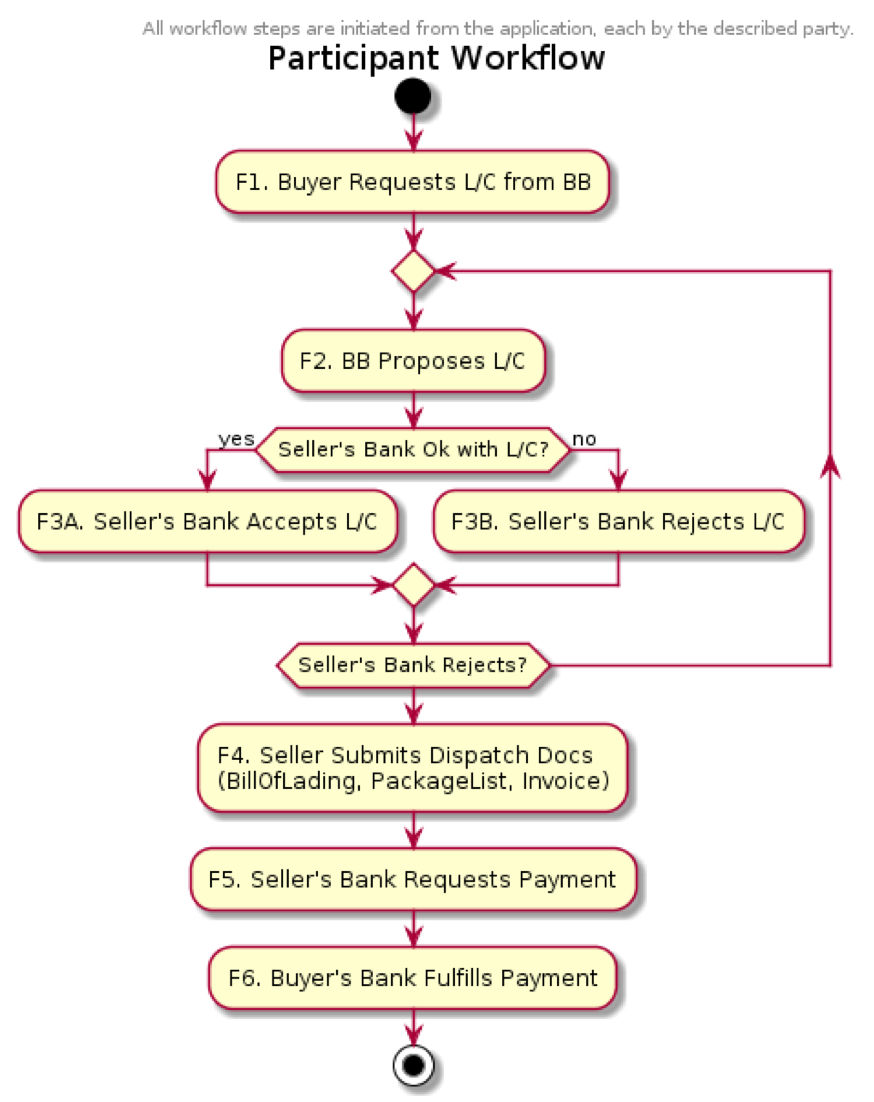 All workflow steps are initiated from the application, each by the described party.
Participant Workflow
F1. Buyer Requests L/C from BB
F2. BB Proposes L/C
yes
Seller's Bank Ok with L/C?
no
F3A. Seller's Bank Accepts L/C
F3B. Seller's Bank Rejects L/C
Seller's Bank Rejects?
F4. Seller Submits Dispatch Docs
(BillOfLading, PackageList, Invoice)
F5. Seller's Bank Requests Payment
F6. Buyer's Bank Fulfills Payment